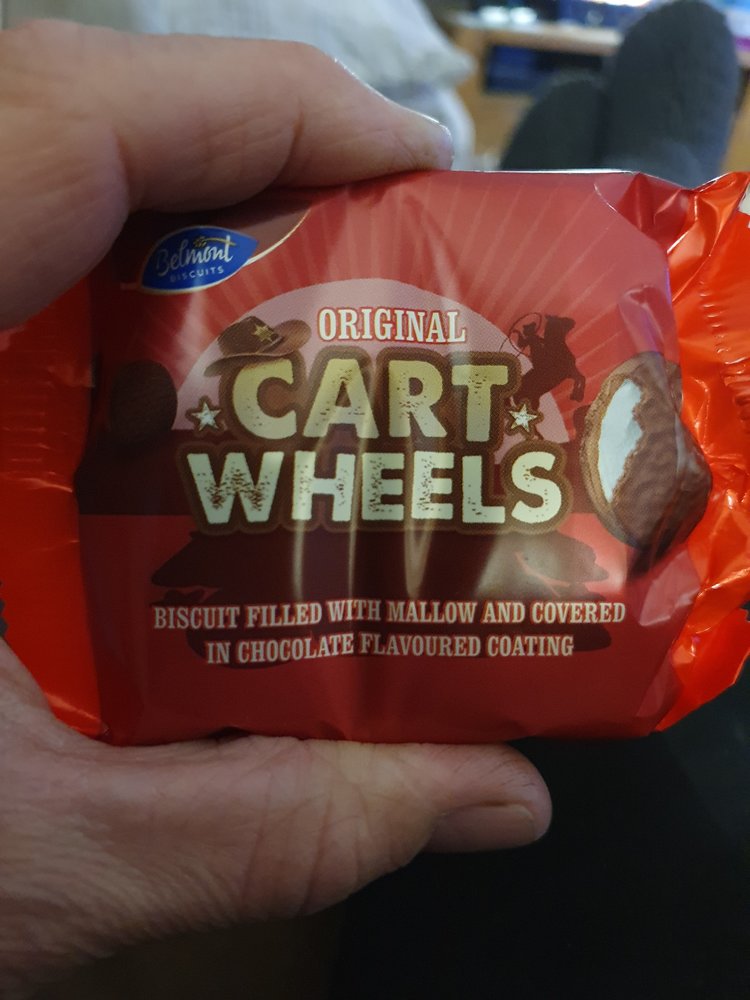 Belmont
BISCUITS
ORIGINAL
CART
WHEELS
BISCUIT FILLED WITH MALLOW AND COVERED
IN CHOCOLATE FLAVOURED COATING